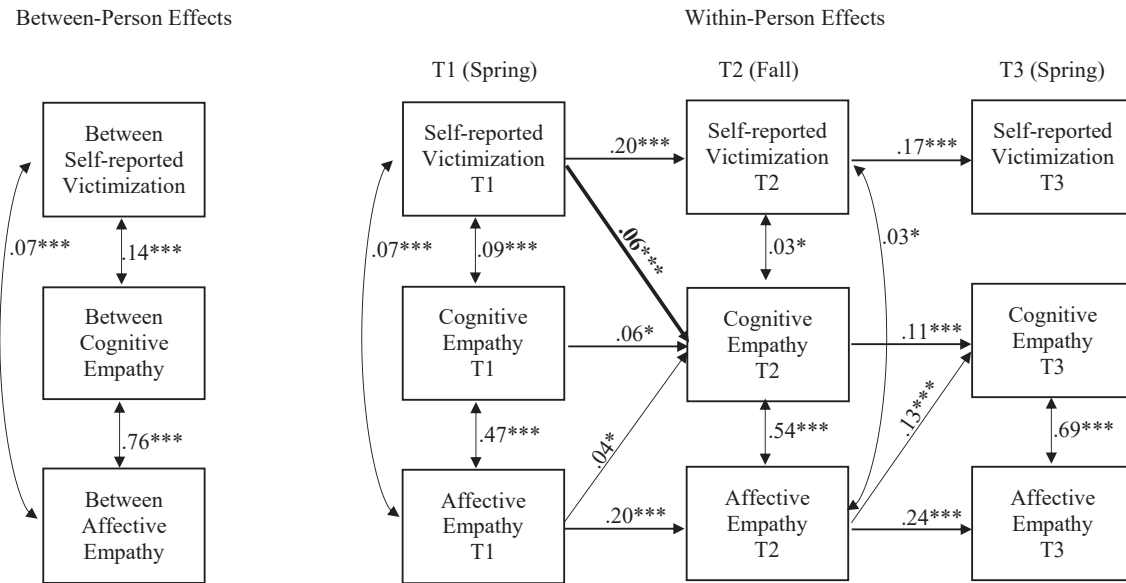 Between-Person Effects
Within-Person Effects
T1 (Spring)
T2 (Fall)
T3 (Spring)
Between
Self-reported
Victimization
Self-reported
Victimization
T1
.20***
Self-reported
Victimization
T2
.17***
Self-reported
Victimization
T3
.07***
.14***
.07***
.09***
.06***
.03*
.03*
Between
Cognitive
Empathy
Cognitive
Empathy
T1
.06*
Cognitive
Empathy
T2
.11***
Cognitive
Empathy
T3
.76***
.47***
.04*
.54***
.13***
.69***
Between
Affective
Empathy
Affective
Empathy
T1
.20***
Affective
Empathy
T2
.24***
Affective
Empathy
T3